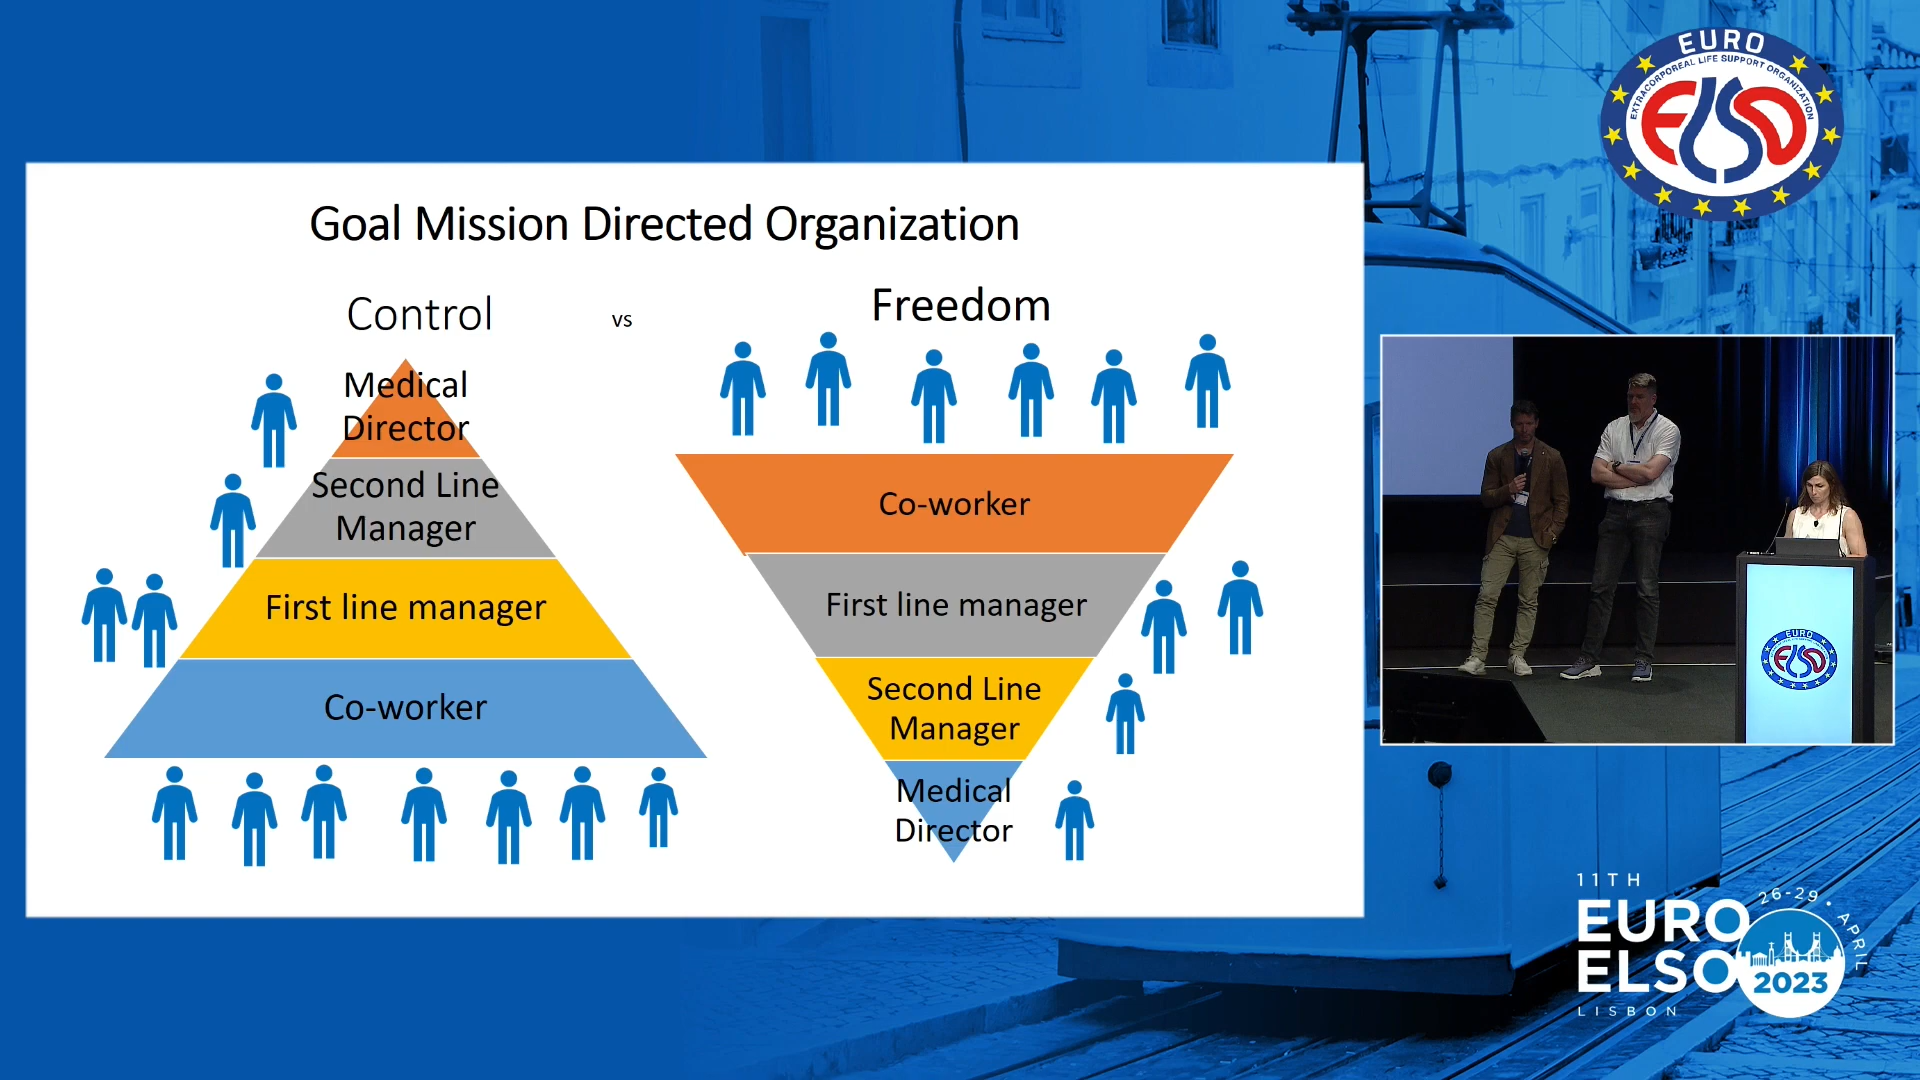 Goal Mission Directed Organization
Control
vs
Freedom
Medical
Director
Second Line
Manager
First line manager
Co-worker
Co-worker
First line manager
Second Line
Manager
Medical
Director
EURO
EXTRACORPOREAL LIFE SUPPORT ORGANIZATION
ELSO
EURO
ELSO
11TH
EURO
ELSO
LISBON
26-29 • APRIL
2023